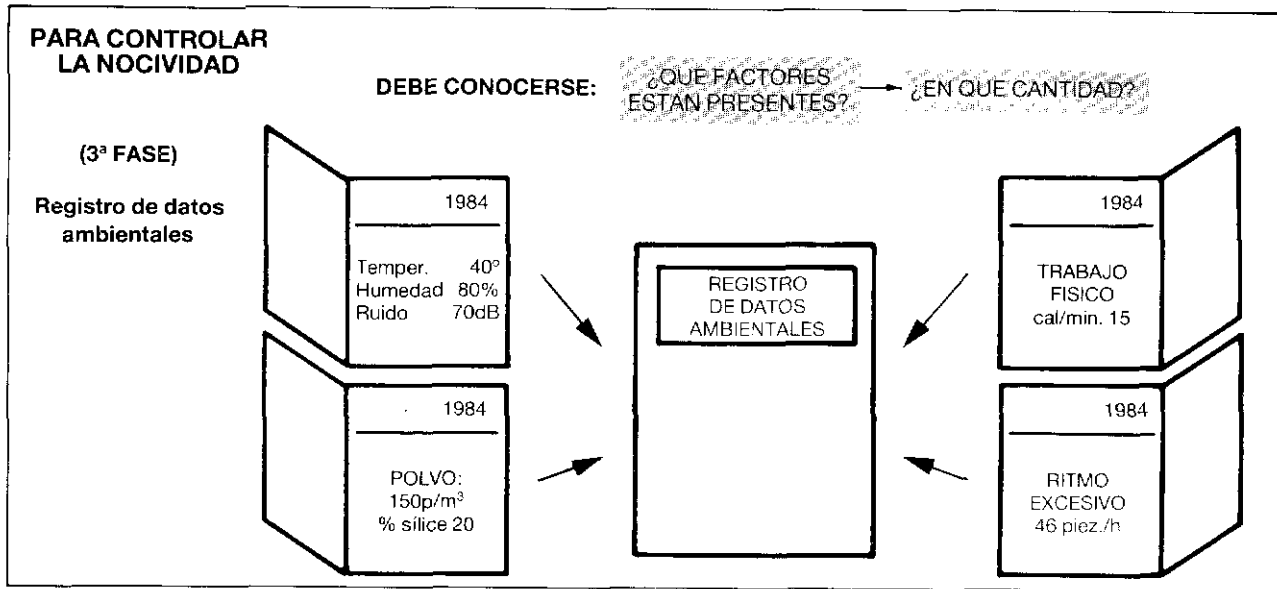 PARA CONTROLAR
LA NOCIVIDAD
DEBE CONOCERSE:
¿QUE FACTORES
ESTAN PRESENTES?
¿EN QUE CANTIDAD?
(3ª FASE)
Registro de datos
ambientales
1984
Temper. 40º
Humedad 80%
Ruido 70dB
1984
POLVO:
150p/m³
% sílice 20
REGISTRO
DE DATOS
AMBIENTALES
1984
TRABAJO
FISICO
cal/min. 15
1984
RITMO
EXCESIVO
46 piez./h